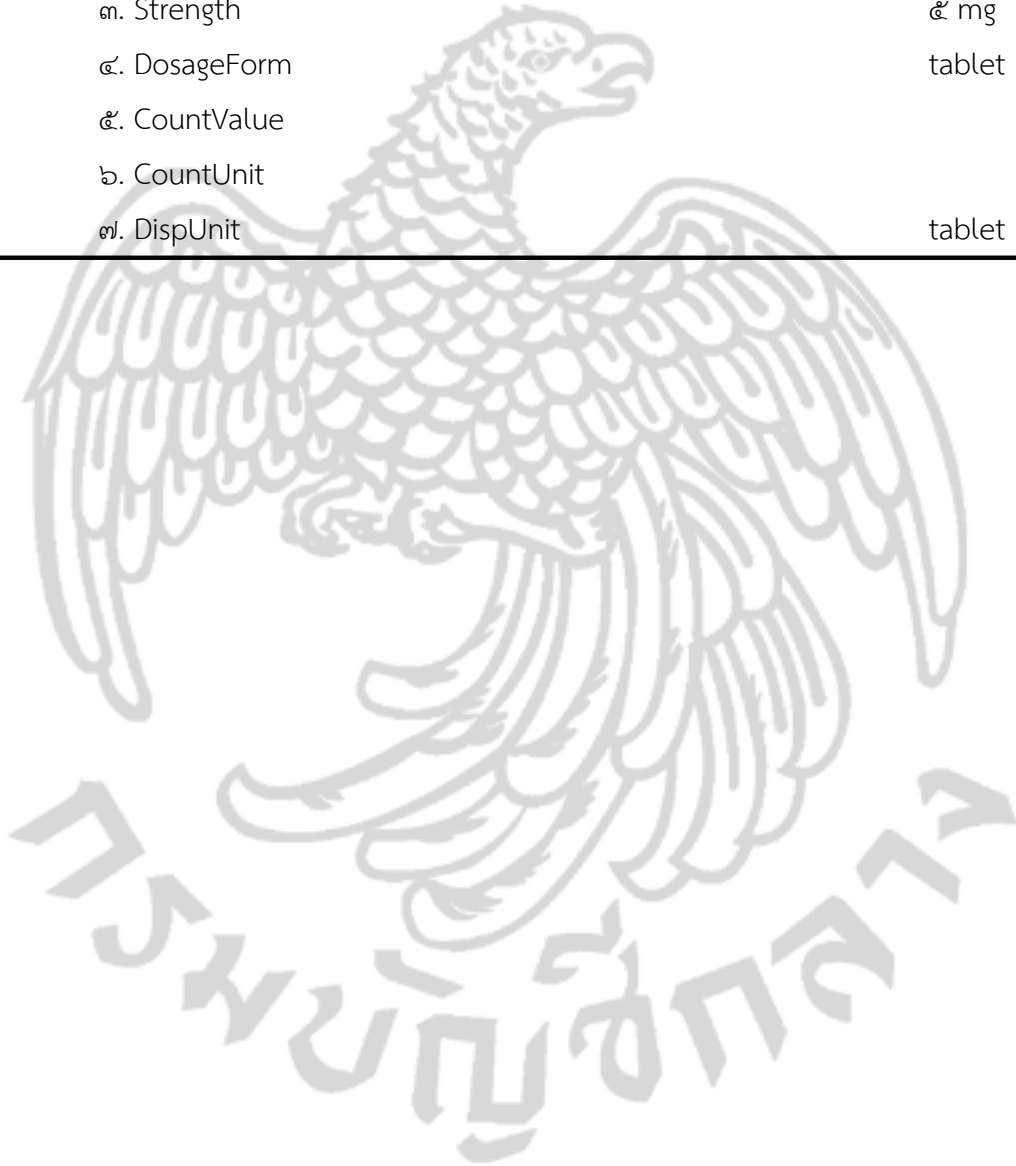 ๓. Strength ๕ mg
๔. DosageForm tablet
๕. CountValue
๖. CountUnit
๗. DispUnit tablet
กรมบัญชีกลาง